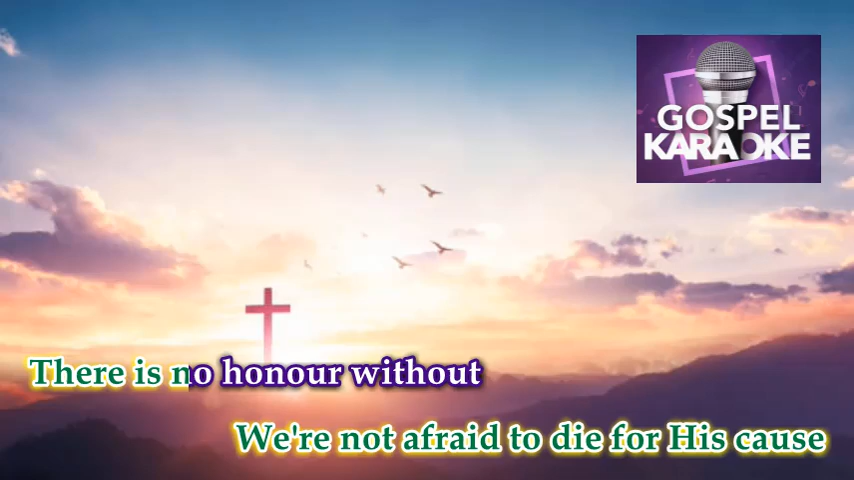 GOSPEL
KARAOKE
There is no honour without
We're not afraid to die for His cause